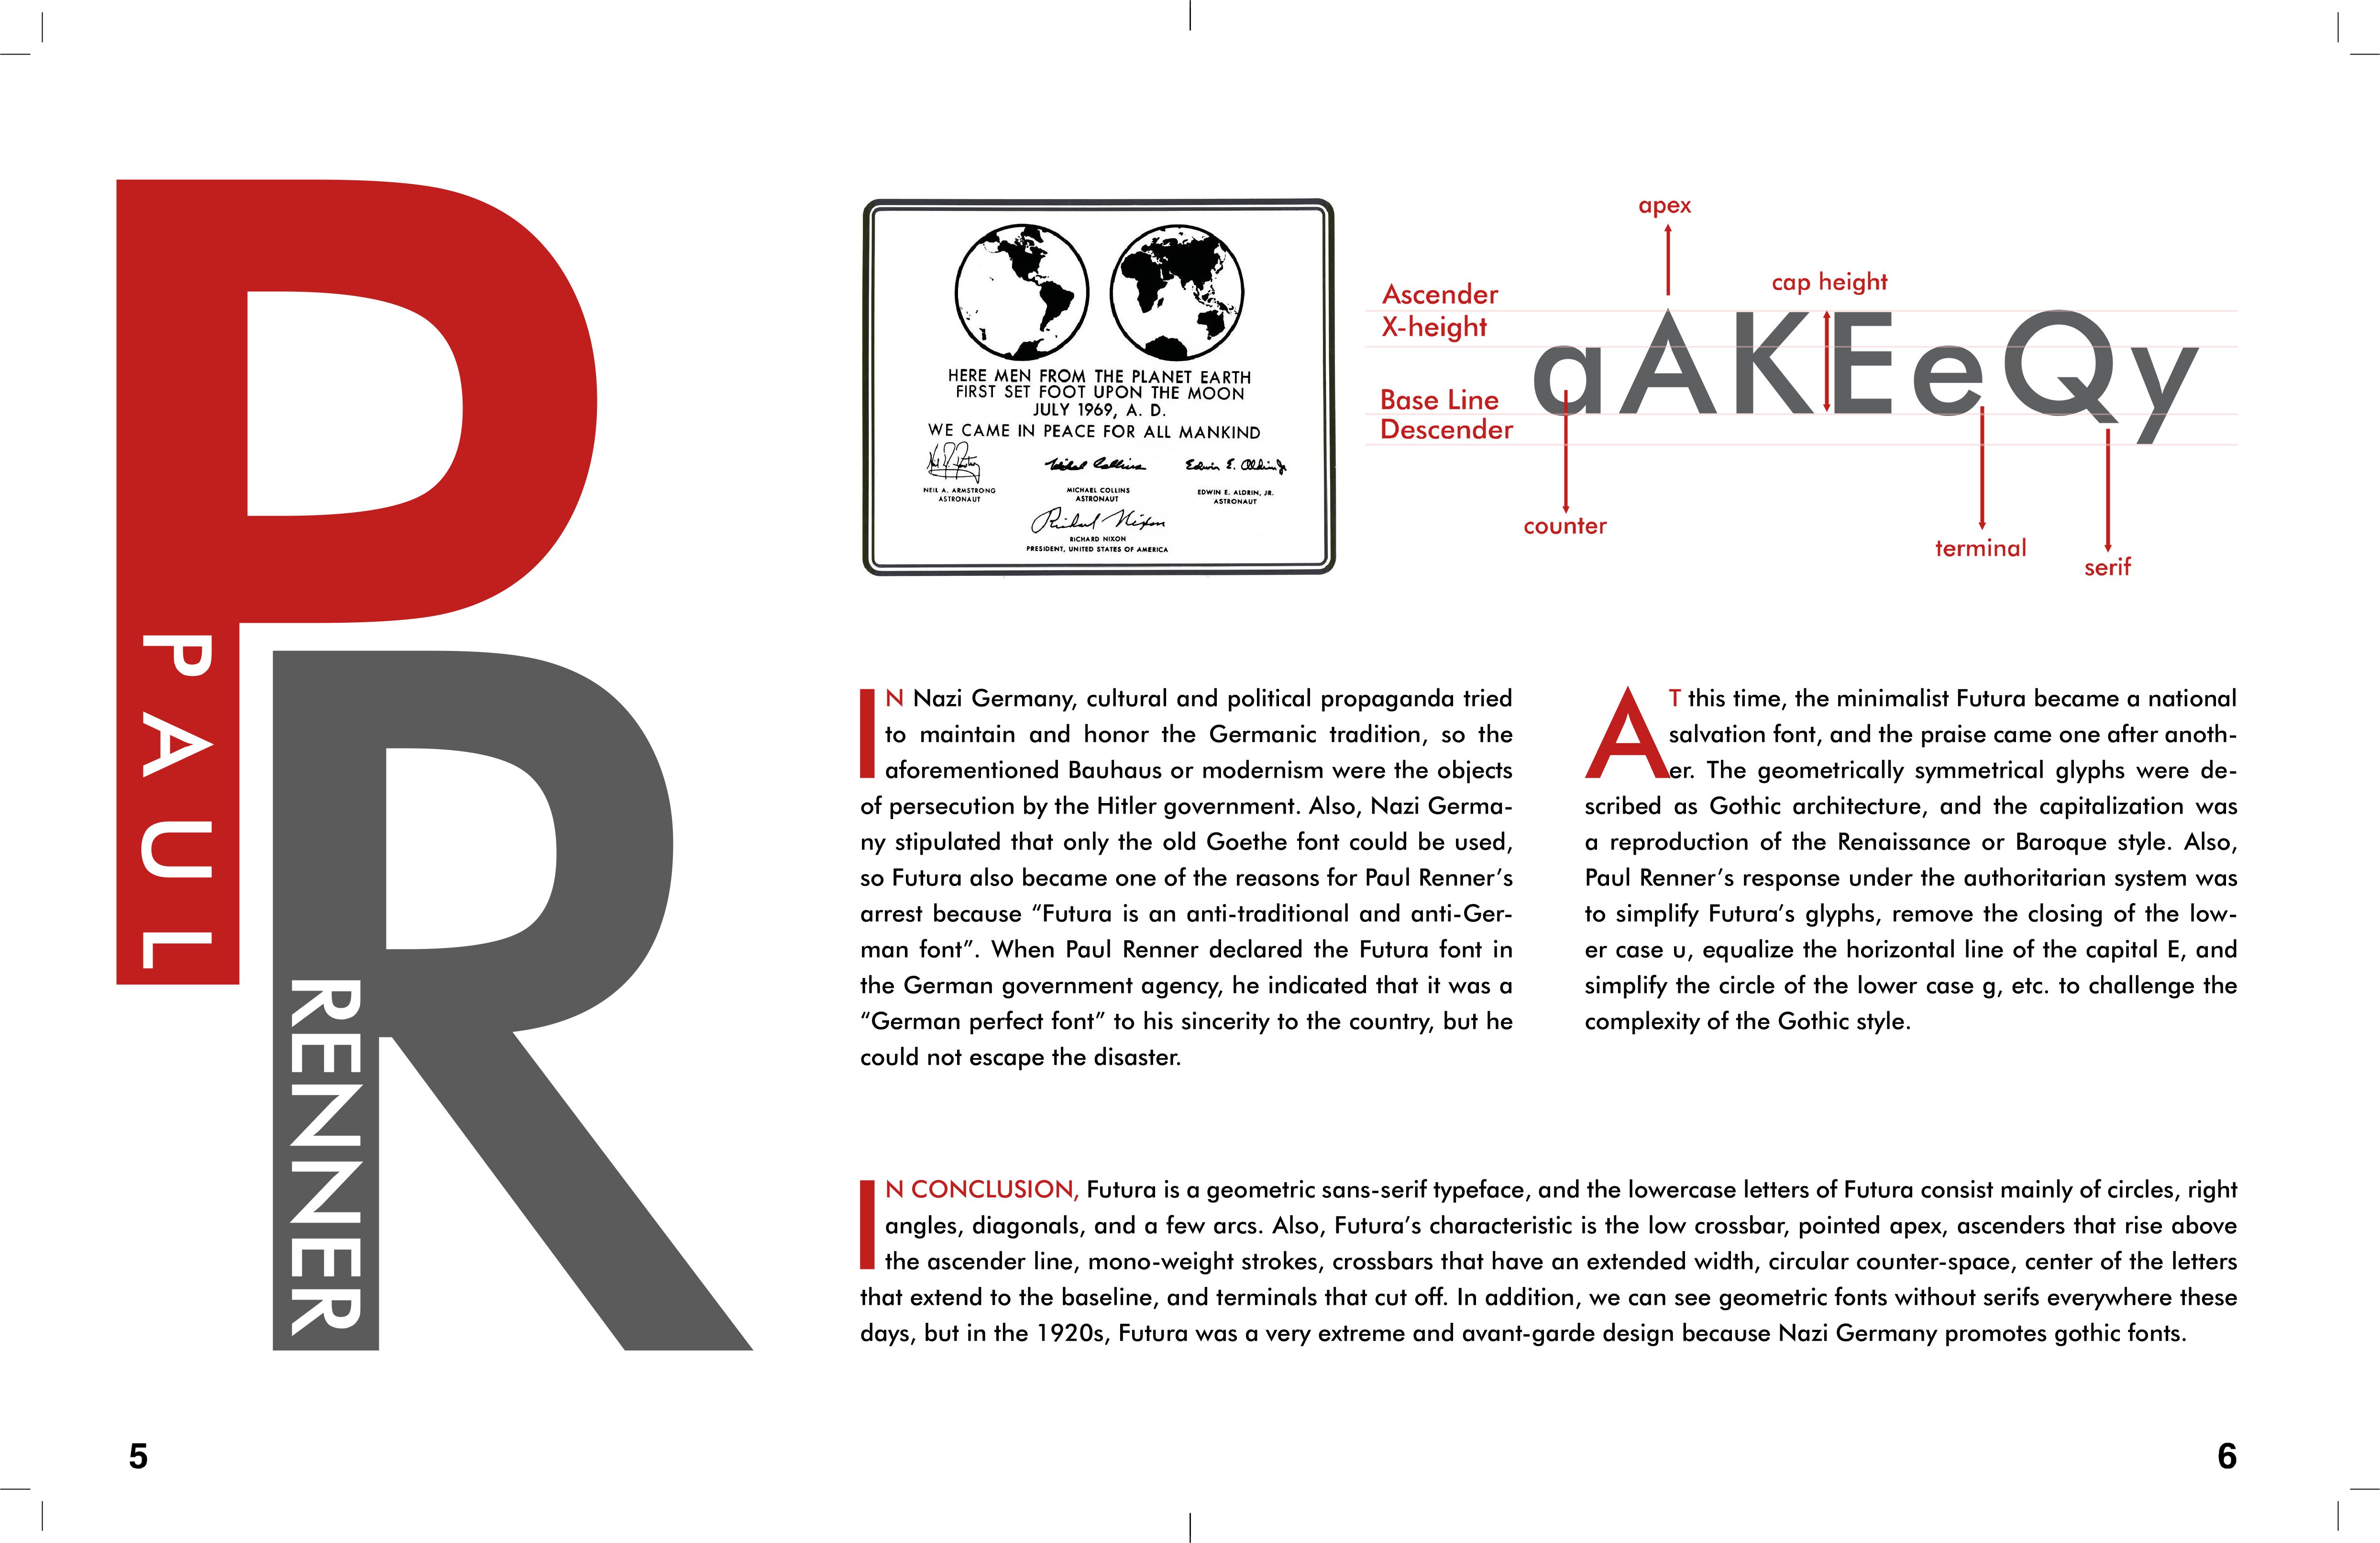 P
PAUL
R
RENNER
HERE MEN FROM THE PLANET EARTH
FIRST SET FOOT UPON THE MOON
JULY 1969, A. D.
WE CAME IN PEACE FOR ALL MANKIND
Neil A. Armstrong
Michael Collins
Edwin E. Aldrin Jr
NEIL A. ARMSTRONG
ASTRONAUT
MICHAEL COLLINS
ASTRONAUT
EDWIN E. ALDRIN, JR.
ASTRONAUT
Richard Nixon
RICHARD NIXON
PRESIDENT, UNITED STATES OF AMERICA
apex
cap height
Ascender
X-height
Base Line
Descender
aAKEeQy
counter
terminal
serif
IN Nazi Germany, cultural and political propaganda tried
to maintain and honor the Germanic tradition, so the
aforementioned Bauhaus or modernism were the objects
of persecution by the Hitler government. Also, Nazi Germa-
ny stipulated that only the old Goethe font could be used,
so Futura also became one of the reasons for Paul Renner’s
arrest because “Futura is an anti-traditional and anti-Ger-
man font”. When Paul Renner declared the Futura font in
the German government agency, he indicated that it was a
“German perfect font” to his sincerity to the country, but he
could not escape the disaster.
AT this time, the minimalist Futura became a national
salvation font, and the praise came one after anoth-
er. The geometrically symmetrical glyphs were de-
scribed as Gothic architecture, and the capitalization was
a reproduction of the Renaissance or Baroque style. Also,
Paul Renner’s response under the authoritarian system was
to simplify Futura’s glyphs, remove the closing of the low-
er case u, equalize the horizontal line of the capital E, and
simplify the circle of the lower case g, etc. to challenge the
complexity of the Gothic style.
IN CONCLUSION, Futura is a geometric sans-serif typeface, and the lowercase letters of Futura consist mainly of circles, right
angles, diagonals, and a few arcs. Also, Futura’s characteristic is the low crossbar, pointed apex, ascenders that rise above
the ascender line, mono-weight strokes, crossbars that have an extended width, circular counter-space, center of the letters
that extend to the baseline, and terminals that cut off. In addition, we can see geometric fonts without serifs everywhere these
days, but in the 1920s, Futura was a very extreme and avant-garde design because Nazi Germany promotes gothic fonts.
5
6